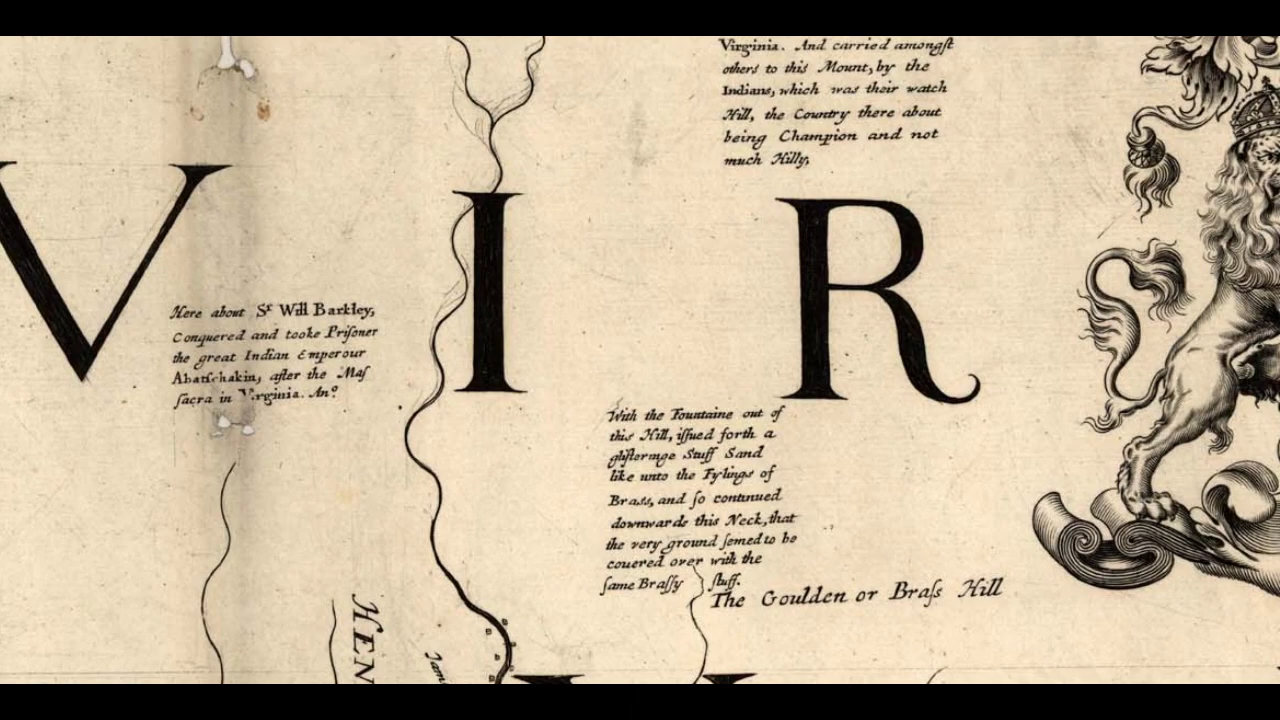 Virginia. And carried amongſt
others to this Mount, by the
Indians, which was their watch
Hill, the Country there about
being Champion and not
much Hilly,
V I R
Here about Sr Will Barkley,
Conquered and tooke Priſoner
the great Indian Emperour
Abatſchakin, after the Maſ
ſacra in Virginia. Ano
With the Fountaine out of
this Hill, iſſued forth a
gliſteringe Stuff Sand
like unto the Fylings of
Braſs, and ſo continued
downwards this Neck, that
the very ground ſemed to be
couered over with the
ſame Braſſy ſtuff.
The Goulden or Braſs Hill
HEN
Jam